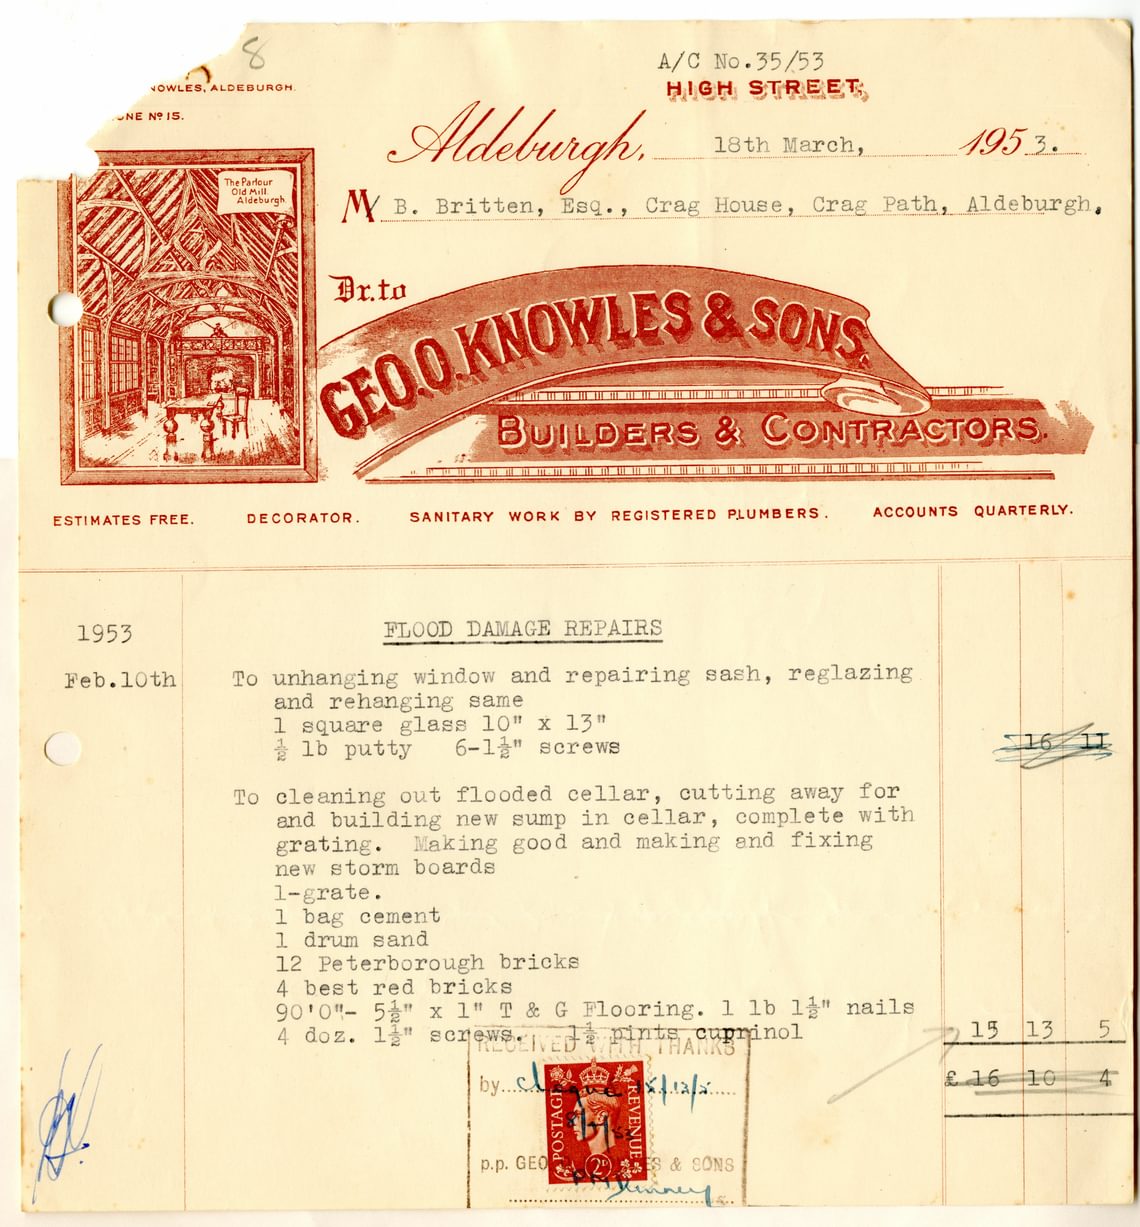 8
NOWLES, ALDEBURGH.
ONE Nº 15.
A/C No.35/53
HIGH STREET,
Aldeburgh, 18th March, 1953.
The Parlour
Old Mill.
Aldeburgh
M/ B. Britten, Esq., Crag House, Crag Path, Aldeburgh.
Dr. to
GEO. O. KNOWLES & SONS.
BUILDERS & CONTRACTORS.
ESTIMATES FREE. DECORATOR. SANITARY WORK BY REGISTERED PLUMBERS. ACCOUNTS QUARTERLY.
1953 FLOOD DAMAGE REPAIRS
Feb.10th To unhanging window and repairing sash, reglazing
and rehanging same
1 square glass 10" x 13"
½ lb putty 6-1½" screws 16 11
To cleaning out flooded cellar, cutting away for
and building new sump in cellar, complete with
grating. Making good and making and fixing
new storm boards
1-grate.
1 bag cement
1 drum sand
12 Peterborough bricks
4 best red bricks
90'0"- 5½" x 1" T & G Flooring. 1 lb 1½" nails
4 doz. 1½" screws. 1½ pints cuprinol 15 13 5
£ 16 10 4
RECEIVED WITH THANKS
by cheque
POSTAGE REVENUE
2D
p.p. GEO ES & SONS